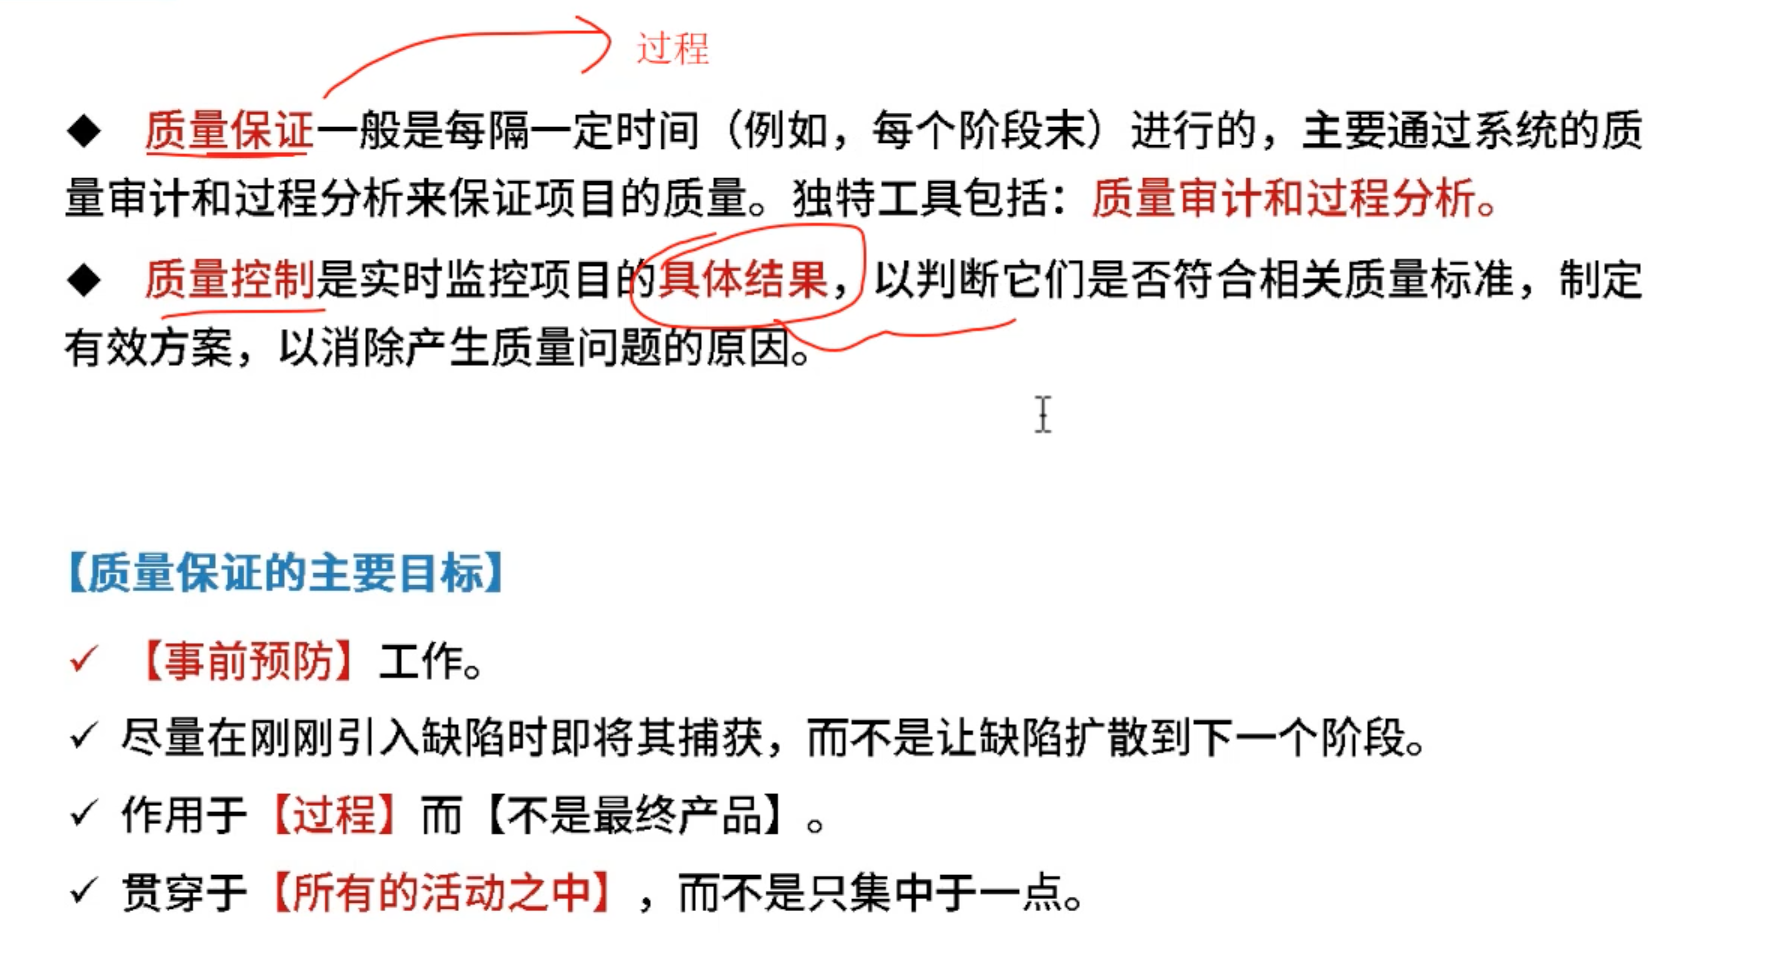 过程
◆ 质量保证一般是每隔一定时间（例如，每个阶段末）进行的，主要通过系统的质
量审计和过程分析来保证项目的质量。独特工具包括：质量审计和过程分析。
◆ 质量控制是实时监控项目的具体结果，以判断它们是否符合相关质量标准，制定
有效方案，以消除产生质量问题的原因。
【质量保证的主要目标】
✓ 【事前预防】工作。
✓ 尽量在刚刚引入缺陷时即将其捕获，而不是让缺陷扩散到下一个阶段。
✓ 作用于【过程】而【不是最终产品】。
✓ 贯穿于【所有的活动之中】，而不是只集中于一点。